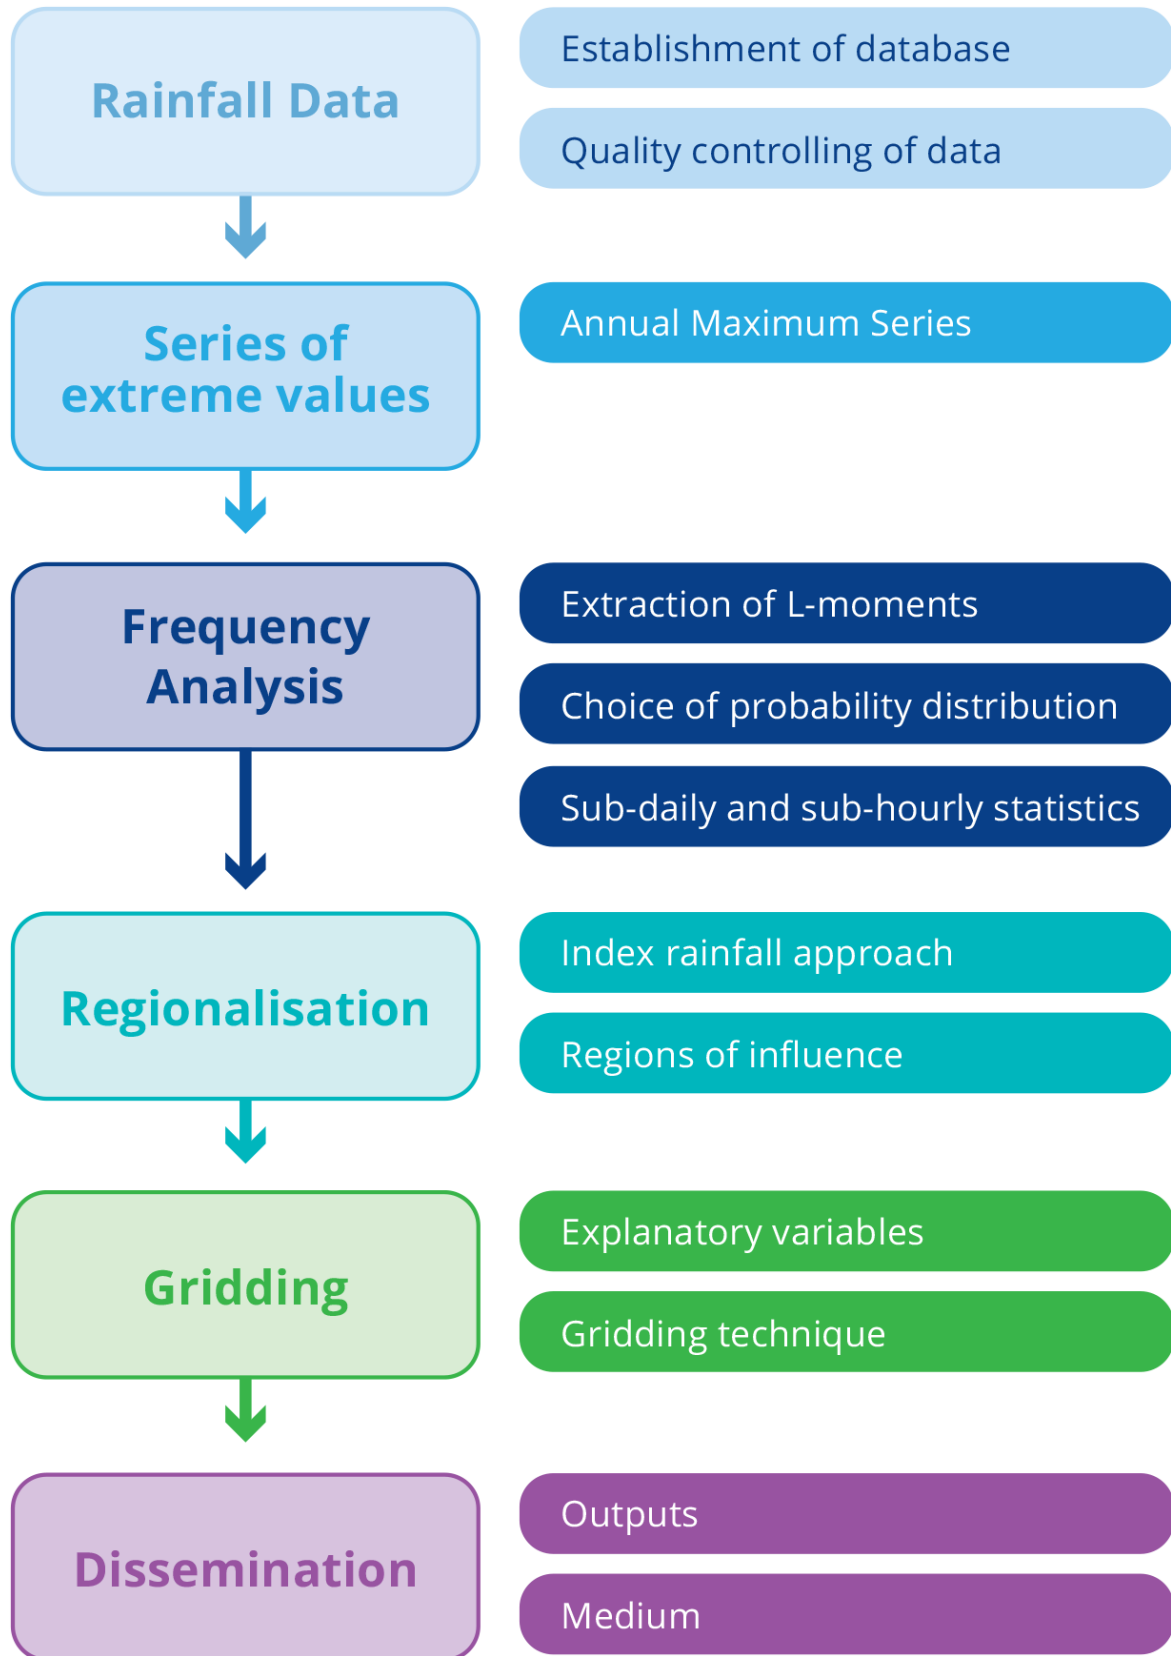 Rainfall Data
Establishment of database
Quality controlling of data
Series of
extreme values
Annual Maximum Series
Frequency
Analysis
Extraction of L-moments
Choice of probability distribution
Sub-daily and sub-hourly statistics
Regionalisation
Index rainfall approach
Regions of influence
Gridding
Explanatory variables
Gridding technique
Dissemination
Outputs
Medium